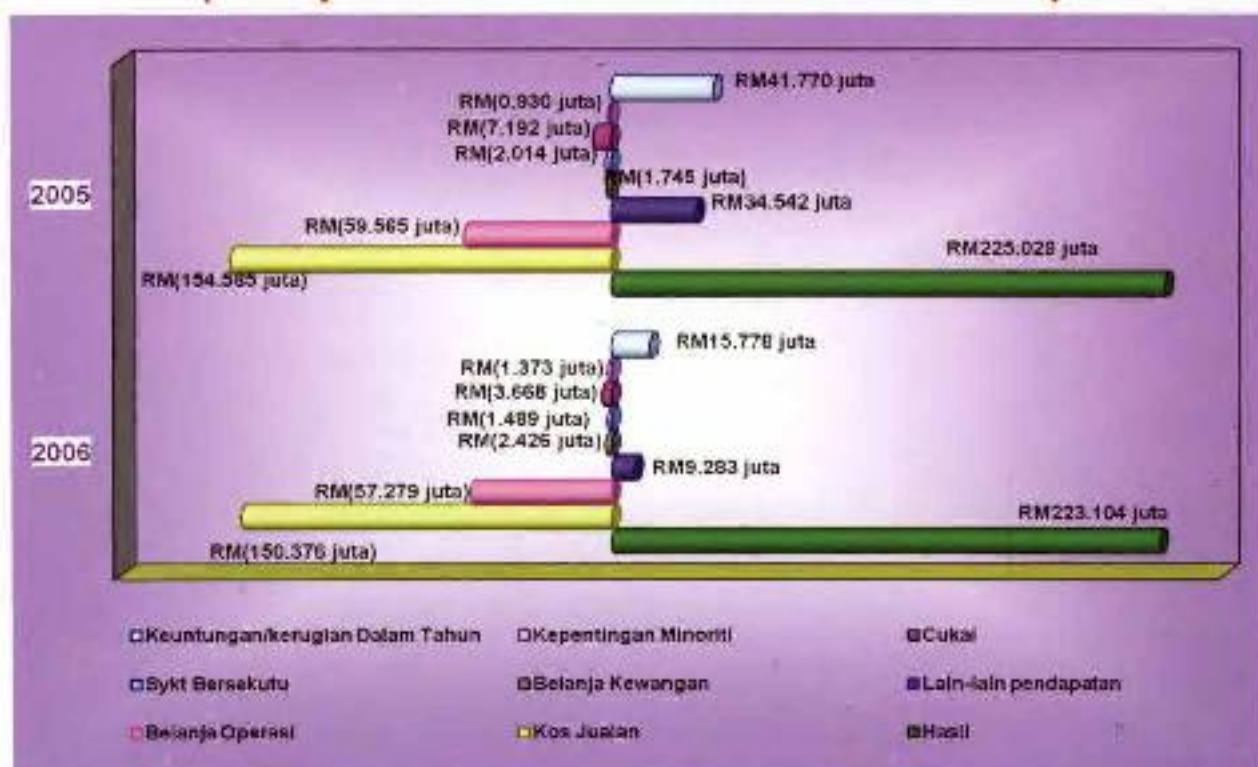 RM41.770 juta
RM(0.930 juta)
RM(7.192 juta)
RM(2.014 juta)
RM(1.745 juta)
2005
RM34.542 juta
RM(59.565 juta)
RM225.028 juta
RM(154.585 juta)
RM15.778 juta
RM(1.373 juta)
RM(3.668 juta)
RM(1.489 juta)
RM(2.426 juta)
2006
RM9.283 juta
RM(57.279 juta)
RM223.104 juta
RM(150.376 juta)
Keuntungan/kerugian Dalam Tahun Kepentingan Minoriti Cukai
Sykt Bersekutu Belanja Kewangan Lain-lain pendapatan
Belanja Operasi Kos Jualan Hasil